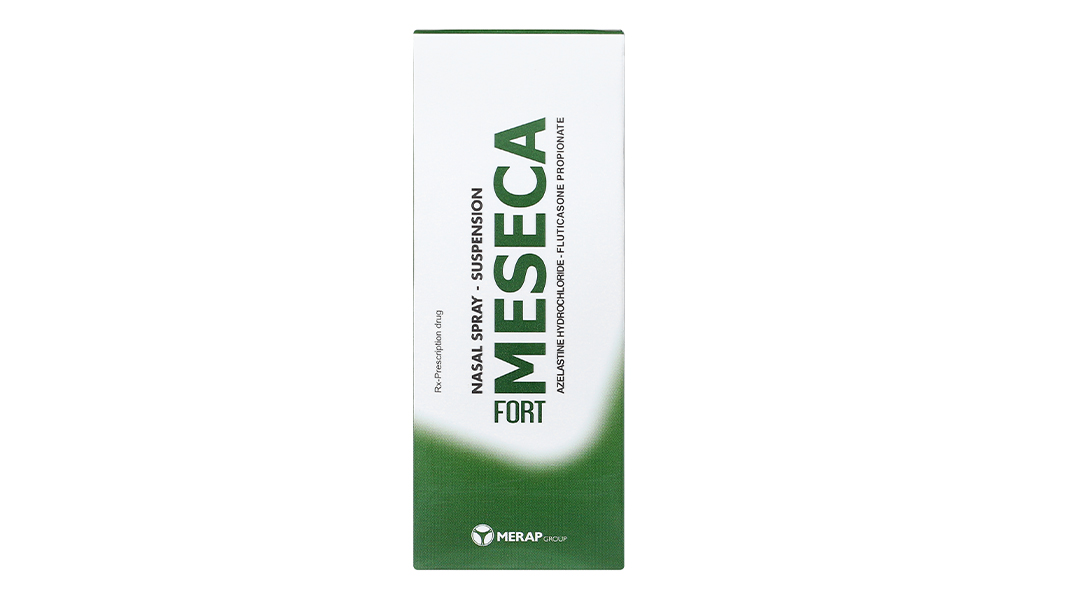 Rx-Prescription drug
NASAL SPRAY - SUSPENSION
FORT MESECA
AZELASTINE HYDROCHLORIDE - FLUTICASONE PROPIONATE
MERAP GROUP